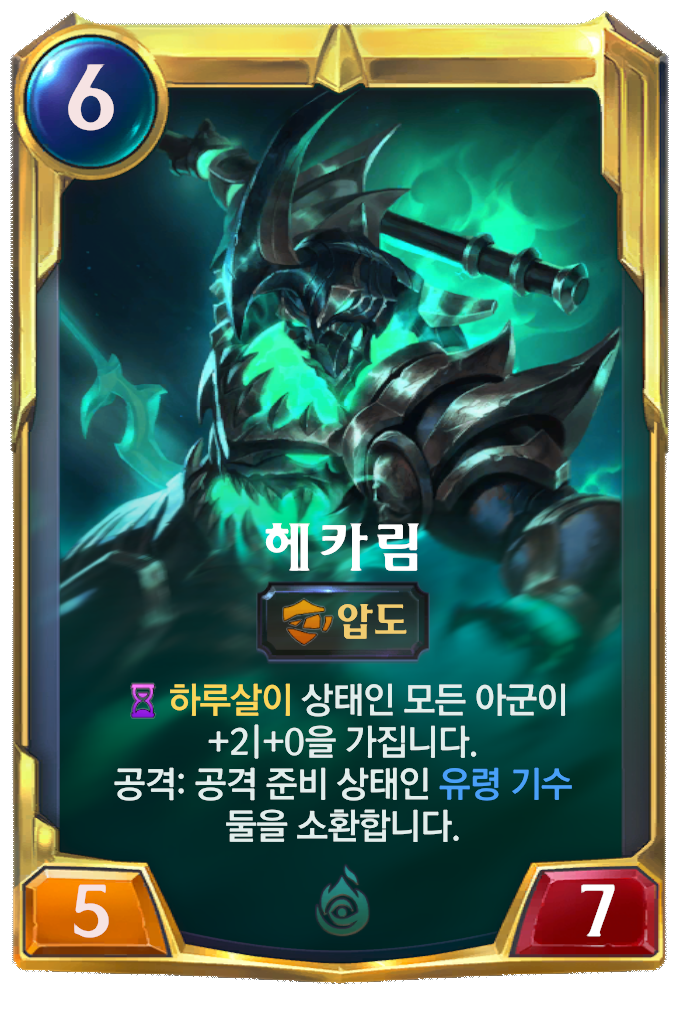 6
헤카림
압도
하루살이 상태인 모든 아군이
+2|+0을 가집니다.
공격: 공격 준비 상태인 유령 기수
둘을 소환합니다.
5
7